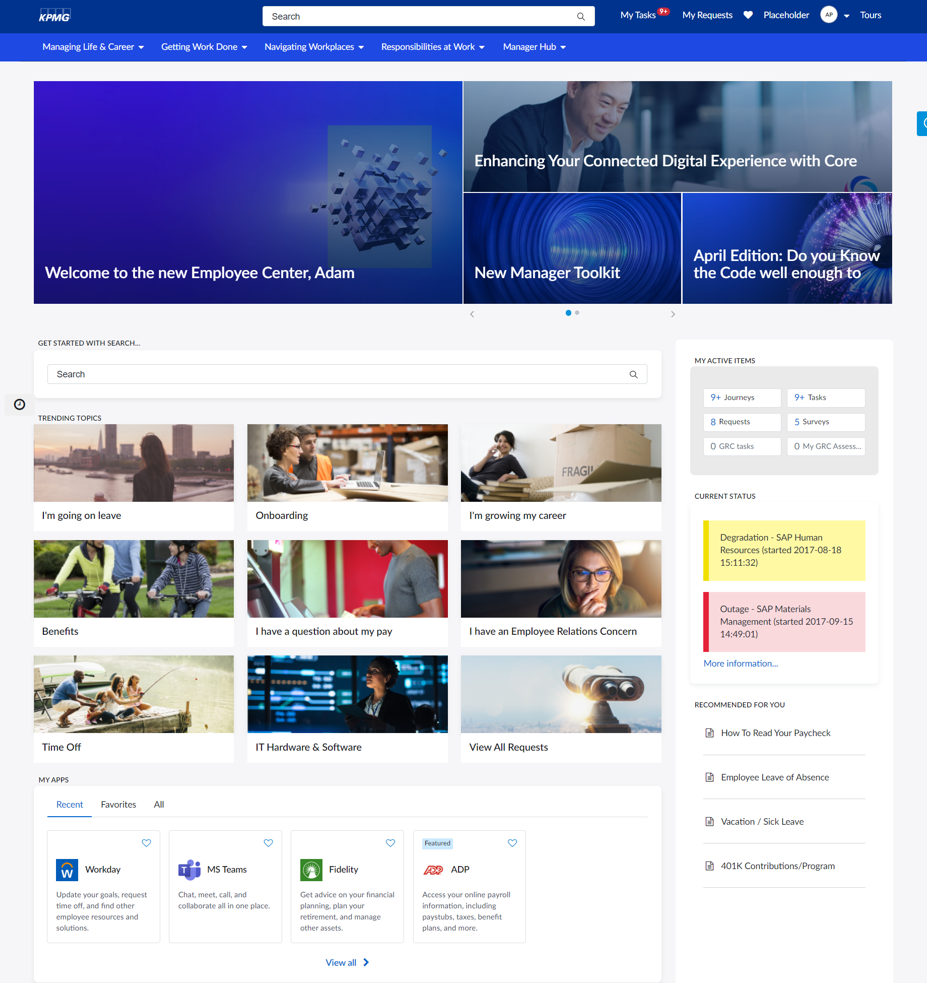 KPMG
Search
My Tasks 9+
My Requests
Placeholder
AP
Tours
Managing Life & Career
Getting Work Done
Navigating Workplaces
Responsibilities at Work
Manager Hub
Welcome to the new Employee Center, Adam
Enhancing Your Connected Digital Experience with Core
New Manager Toolkit
April Edition: Do you Know
the Code well enough to
GET STARTED WITH SEARCH...
Search
TRENDING TOPICS
FRAGIL
I'm going on leave
Onboarding
I'm growing my career
Benefits
I have a question about my pay
I have an Employee Relations Concern
Time Off
IT Hardware & Software
View All Requests
MY APPS
Recent
Favorites
All
Workday
Update your goals, request
time off, and find other
employee resources and
solutions.
MS Teams
Chat, meet, call, and
collaborate all in one place.
Fidelity
Get advice on your financial
planning, plan your
retirement, and manage
other assets.
Featured
ADP
Access your online payroll
information, including
paystubs, taxes, benefit
plans, and more.
View all
MY ACTIVE ITEMS
9+ Journeys
9+ Tasks
8 Requests
5 Surveys
0 GRC tasks
0 My GRC Assess...
CURRENT STATUS
Degradation - SAP Human
Resources (started 2017-08-18
15:11:32)
Outage - SAP Materials
Management (started 2017-09-15
14:49:01)
More information...
RECOMMENDED FOR YOU
How To Read Your Paycheck
Employee Leave of Absence
Vacation / Sick Leave
401K Contributions/Program